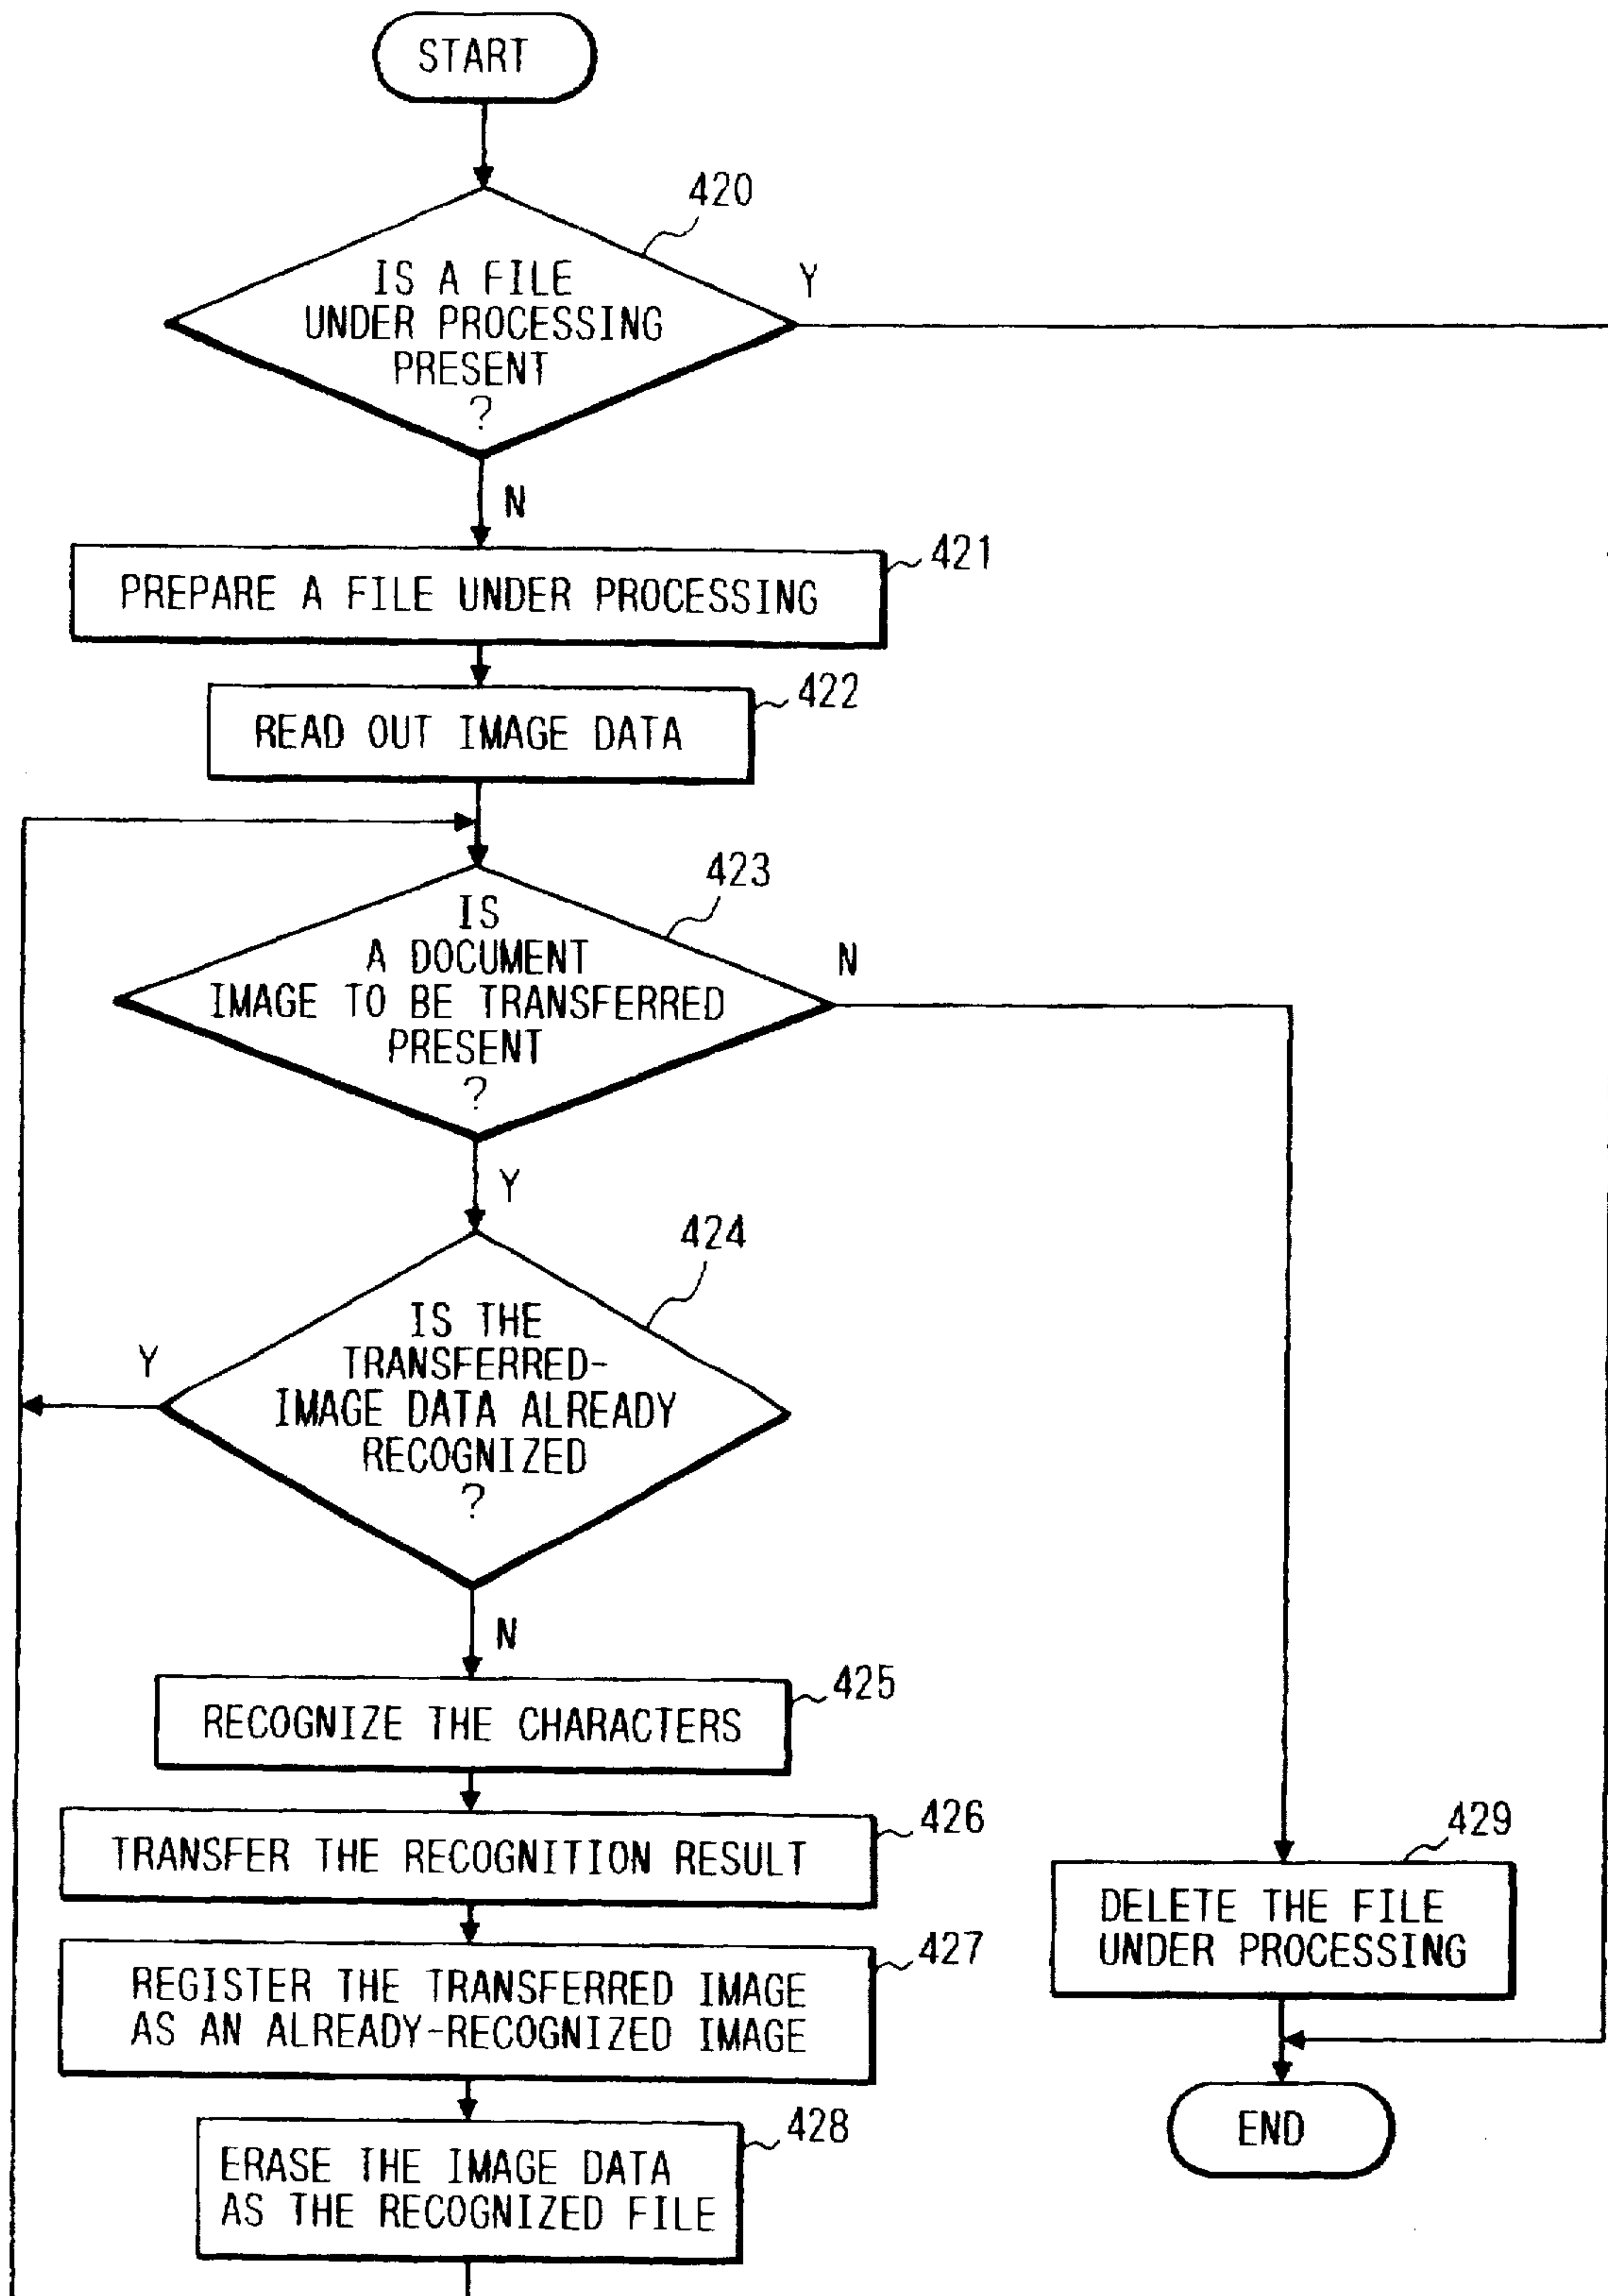 START
420
IS A FILE
UNDER PROCESSING
PRESENT
?
Y
N
421
PREPARE A FILE UNDER PROCESSING
422
READ OUT IMAGE DATA
423
IS
A DOCUMENT
IMAGE TO BE TRANSFERRED
PRESENT
?
N
Y
424
IS THE
TRANSFERRED-
IMAGE DATA ALREADY
RECOGNIZED
?
Y
N
425
RECOGNIZE THE CHARACTERS
426
TRANSFER THE RECOGNITION RESULT
427
REGISTER THE TRANSFERRED IMAGE
AS AN ALREADY-RECOGNIZED IMAGE
428
ERASE THE IMAGE DATA
AS THE RECOGNIZED FILE
429
DELETE THE FILE
UNDER PROCESSING
END